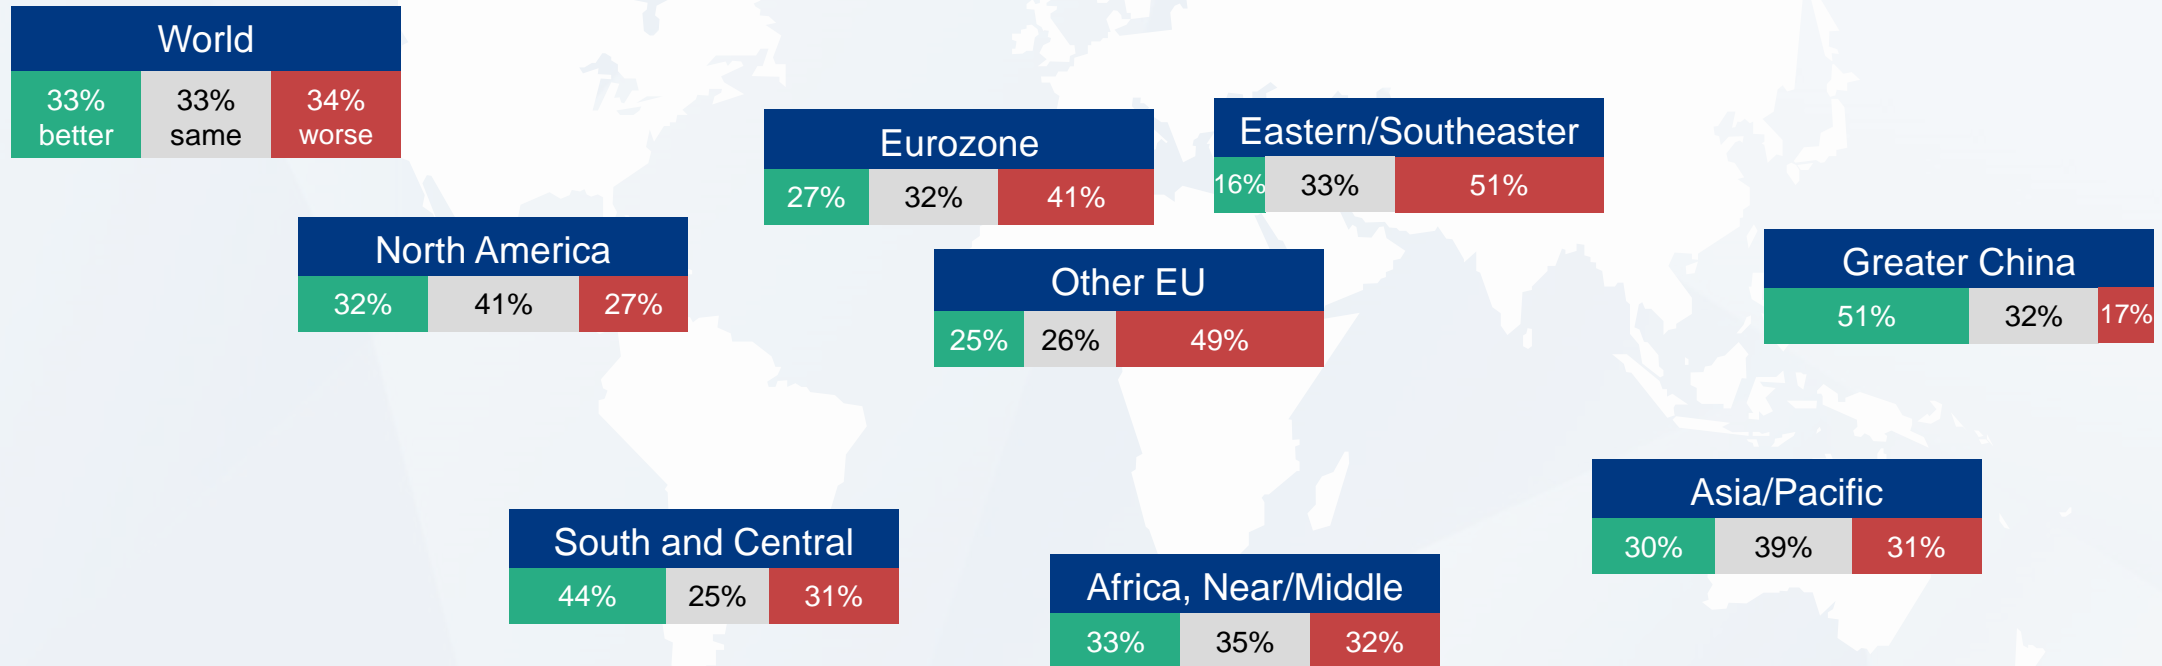 World
33% better
33% same
34% worse
Eurozone
27% 32% 41%
Eastern/Southeaster
16% 33% 51%
North America
32% 41% 27%
Other EU
25% 26% 49%
Greater China
51% 32% 17%
South and Central
44% 25% 31%
Africa, Near/Middle
33% 35% 32%
Asia/Pacific
30% 39% 31%